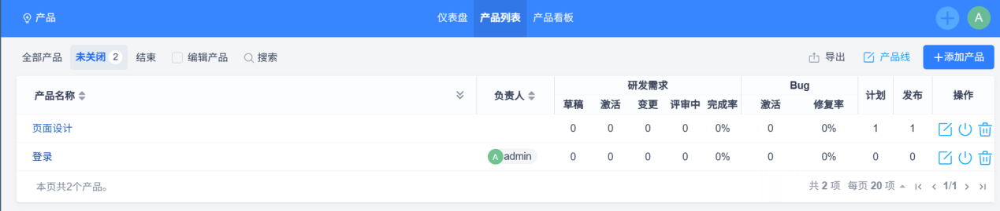 产品 仪表盘 产品列表 产品看板 A
全部产品 未关闭 2 结束 编辑产品 搜索 导出 产品线 +添加产品
产品名称 负责人 研发需求 Bug 计划 发布 操作
草稿 激活 变更 评审中 完成率 激活 修复率
页面设计 0 0 0 0 0% 0 0% 1 1
登录 A admin 0 0 0 0 0% 0 0% 0 0
本页共2个产品。 共 2 项 每页 20 项 1/1